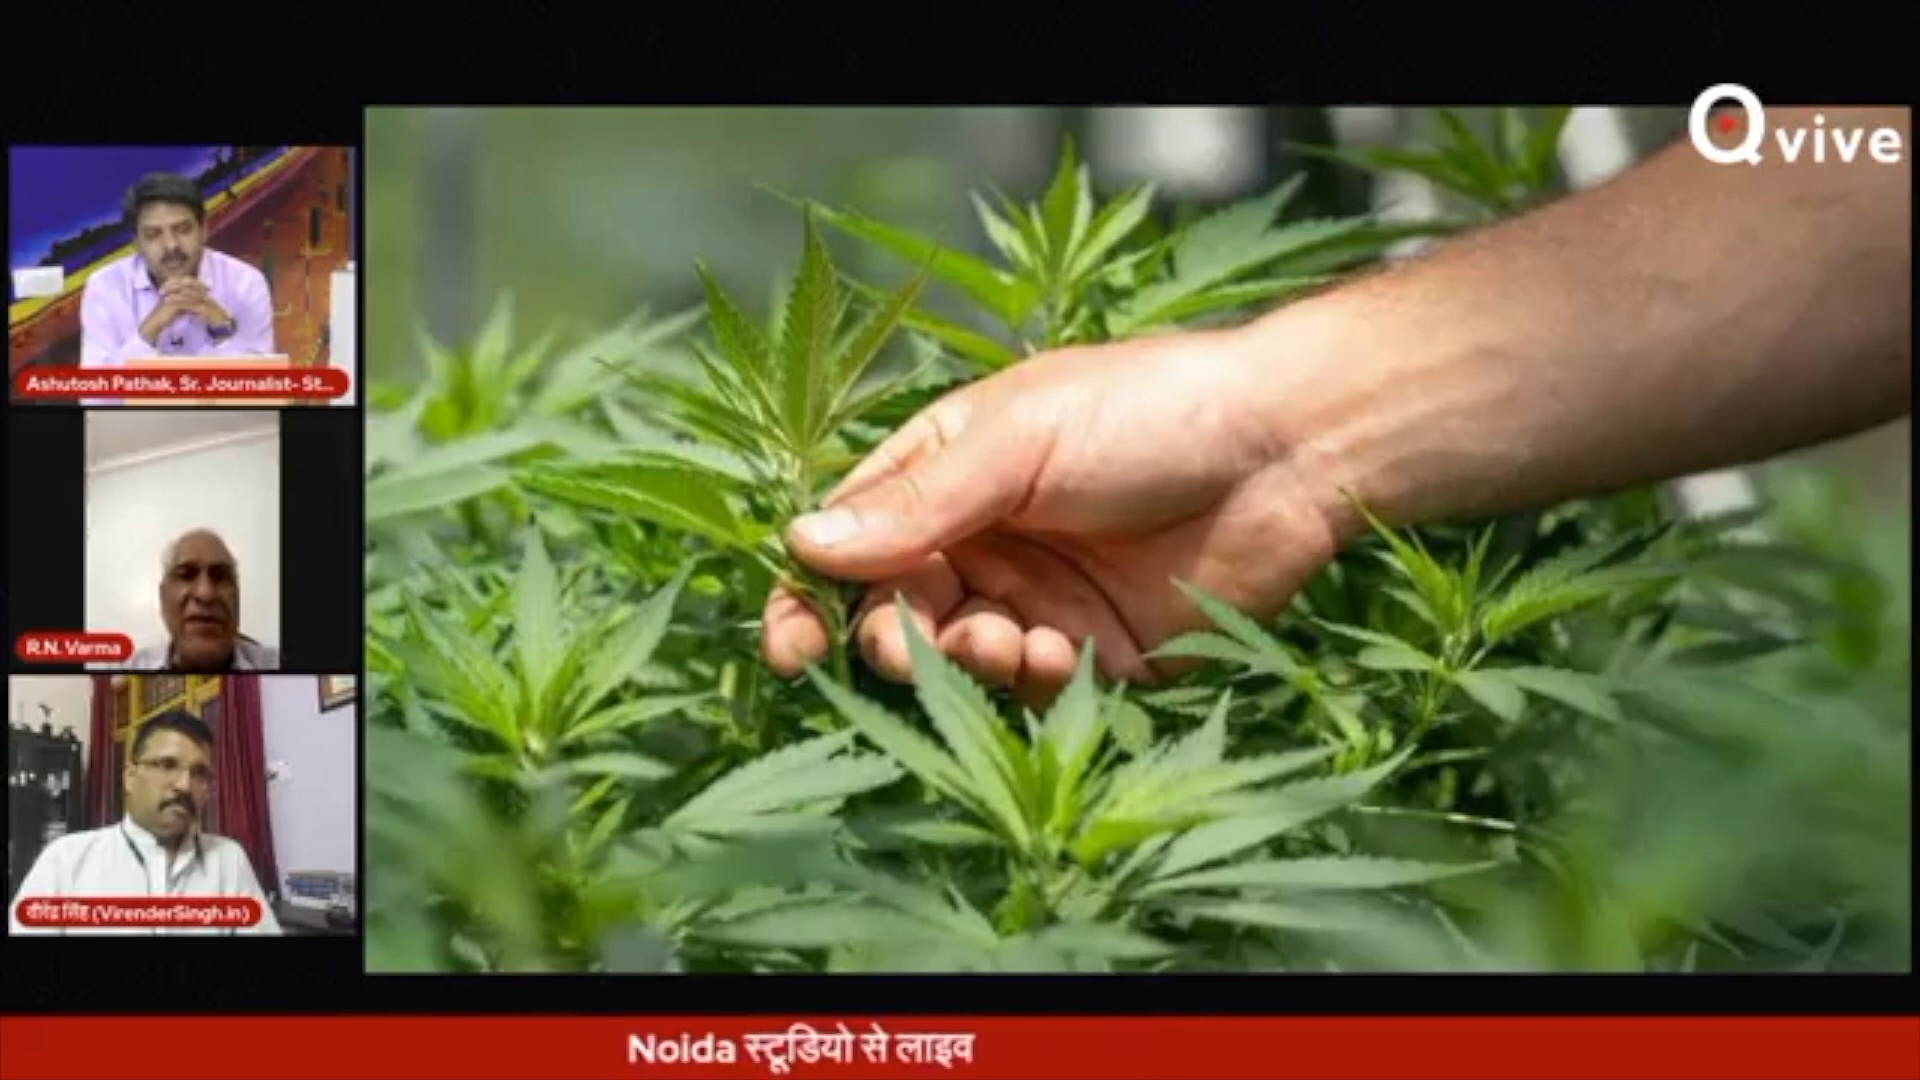 Qvive
Ashutosh Pathak, Sr. Journalist- St...
R.N. Varma
वीरेंद्र सिंह (VirenderSingh.in)
Noida स्टूडियो से लाइव